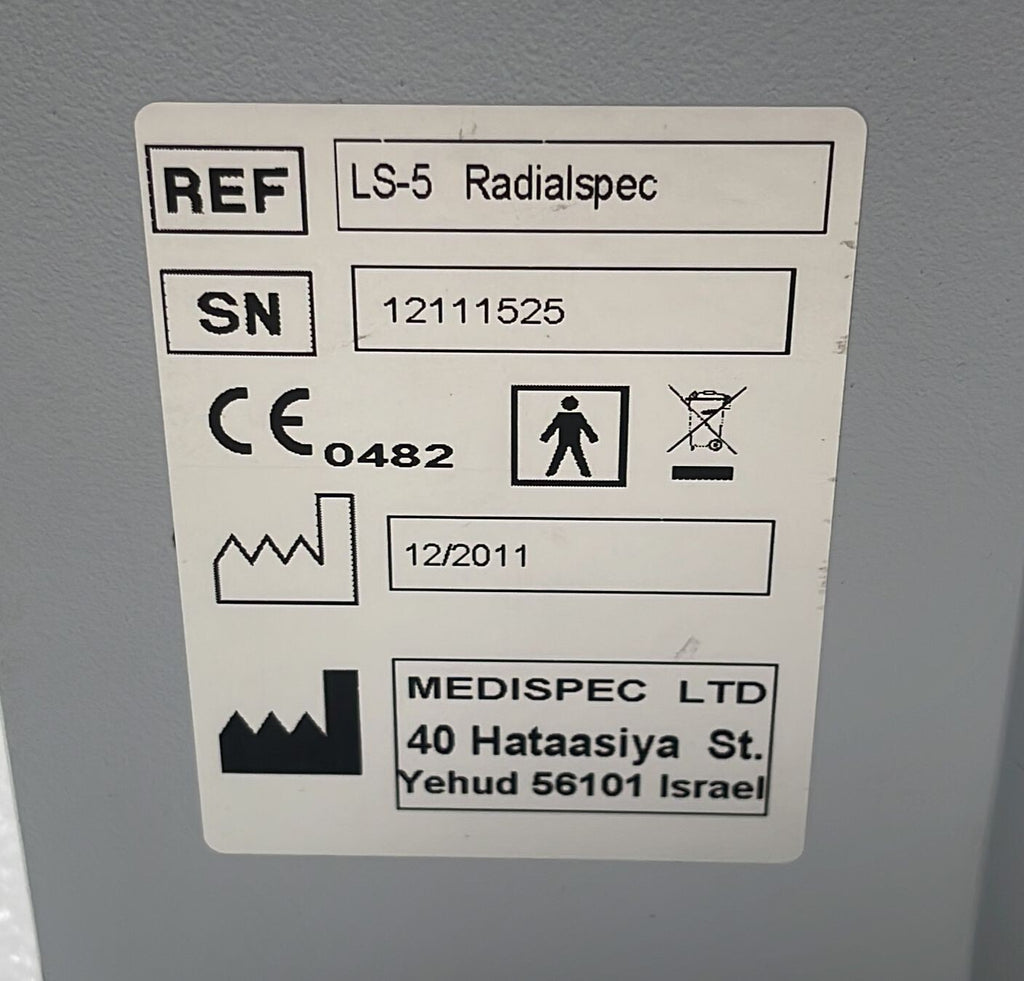 REF LS-5 Radialspec
SN 12111525
CE 0482
12/2011
MEDISPEC LTD
40 Hataasiya St.
Yehud 56101 Israel